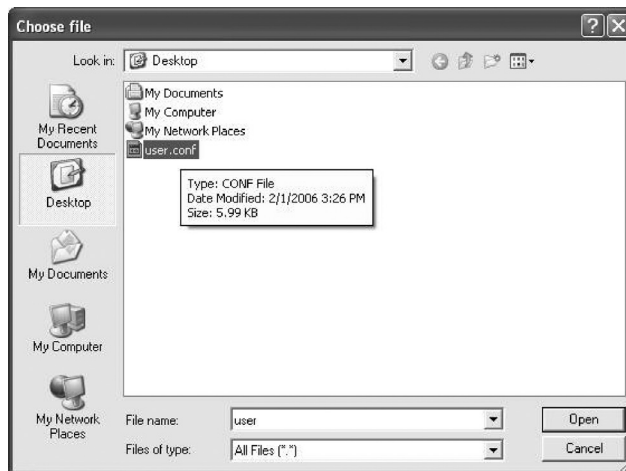 Choose file
Look in:
Desktop
My Recent
Documents
Desktop
My Documents
My Computer
My Network
Places
My Documents
My Computer
My Network Places
user.conf
Type: CONF File
Date Modified: 2/1/2006 3:26 PM
Size: 5.99 KB
File name:
user
Open
Files of type:
All Files (*.*)
Cancel